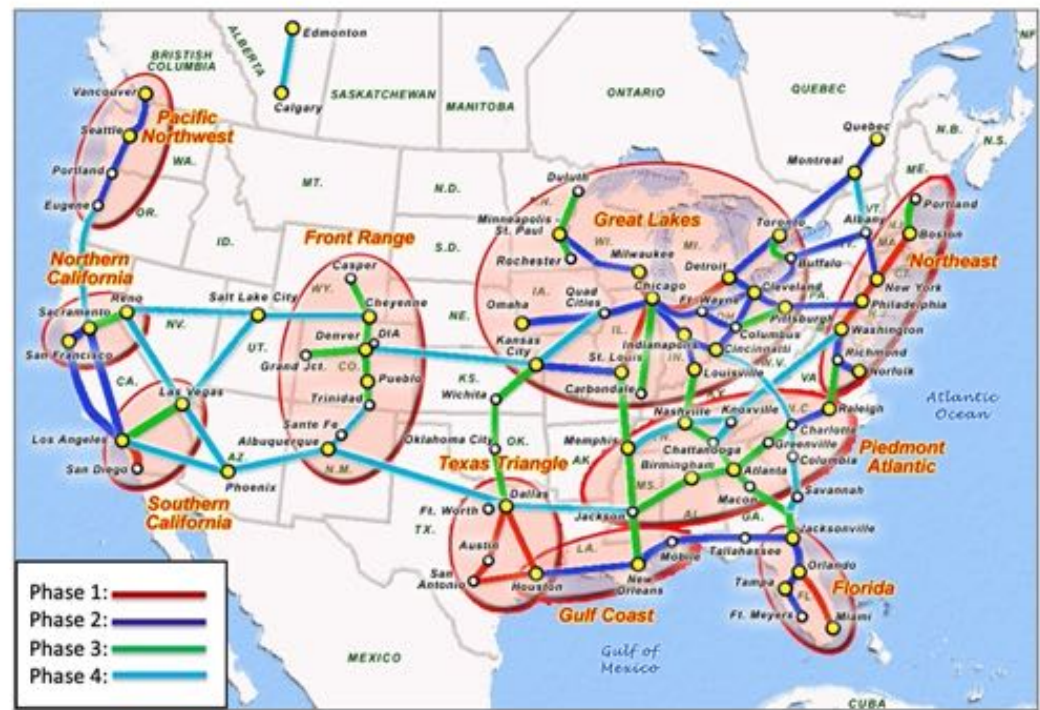 Edmonton
ALBERTA
BRISTISH
COLUMBIA
Calgary
SASKATCHEWAN
MANITOBA
ONTARIO
QUEBEC
NF
N.B.
N.S.
Quebec
Montreal
ME.
VT.
Vancouver
Pacific
Northwest
Seattle
WA.
Portland
Eugene
OR.
MT.
N.D.
S.D.
ID.
Duluth
Minneapolis -
St. Paul
Great Lakes
WI.
MI.
Rochester
Milwaukee
Toronto
Albany
Buffalo
Portland
Boston
MA.
Northeast
CT.
New York
Philadelphia
Northern
California
Reno
Sacramento
San Francisco
NV.
CA.
Salt Lake City
UT.
Front Range
Casper
WY.
Cheyenne
Denver
DIA
Grand Jct.
CO.
Pueblo
Trinidad
Sante Fe
Albuquerque
N.M.
NE.
IA.
Omaha
Quad
Cities
Chicago
Detroit
Cleveland
Ft. Wayne
OH.
PA.
Pittsburgh
Columbus
Indianapolis
Cincinnatti
IL.
IN.
Kansas
City
St. Louis
Carbondale
Louisville
KY.
W.V.
VA
Washington
Richmond
Norfolk
KS.
Wichita
Las Vegas
Los Angeles
San Diego
AZ
Phoenix
Southern
California
Oklahoma City
OK.
Texas Triangle
Dallas
Ft. Worth
TX.
Austin
San
Antonio
Houston
AK.
Memphis
Nashville
Knoxville
TN.
N.C.
Raleigh
Charlotte
Chattanooga
Greenville
Columbia
Birmingham
Atlanta
Piedmont
Atlantic
MS.
AL.
Macon
GA.
Savannah
Jackson
LA.
Mobile
Tallahassee
Jacksonville
New
Orleans
Gulf Coast
Orlando
Tampa
FL
Florida
Ft. Meyers
Miami
Atlantic
Ocean
Gulf of
Mexico
MEXICO
CUBA
Phase 1:
Phase 2:
Phase 3:
Phase 4: